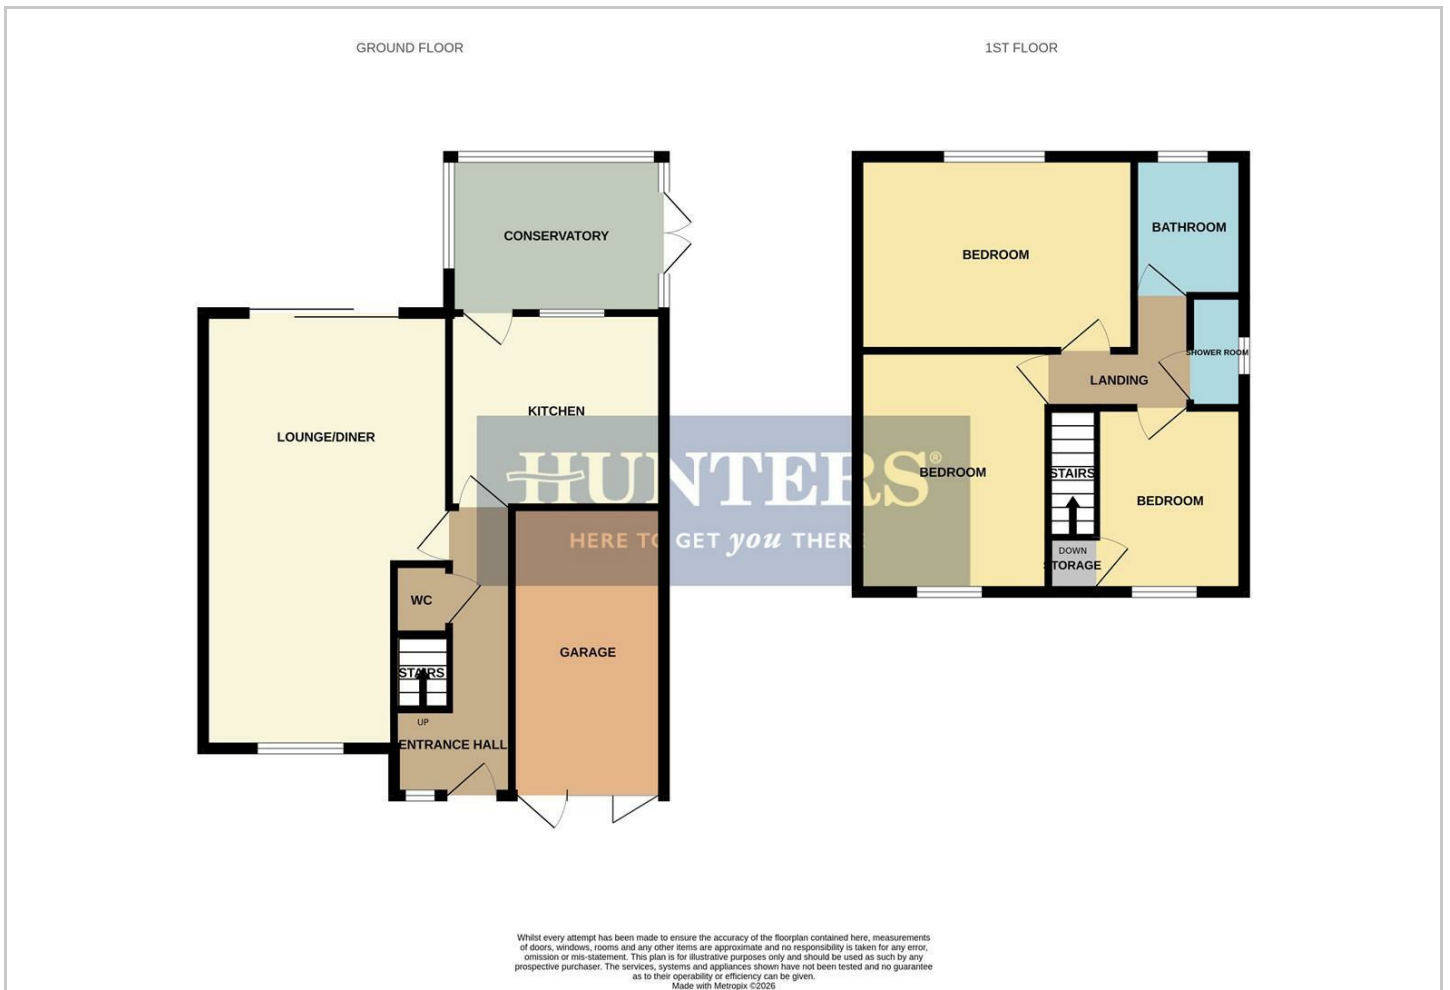 GROUND FLOOR
1ST FLOOR
CONSERVATORY
KITCHEN
LOUNGE/DINER
WC
STAIRS
UP
ENTRANCE HALL
GARAGE
BEDROOM
BATHROOM
SHOWER ROOM
LANDING
BEDROOM
STAIRS
BEDROOM
DOWN
STORAGE
HUNTERS®
HERE TO GET you THERE
Whilst every attempt has been made to ensure the accuracy of the floorplan contained here, measurements
of doors, windows, rooms and any other items are approximate and no responsibility is taken for any error,
omission or mis-statement. This plan is for illustrative purposes only and should be used as such by any
prospective purchaser. The services, systems and appliances shown have not been tested and no guarantee
as to their operability or efficiency can be given.
Made with Metropix ©2026